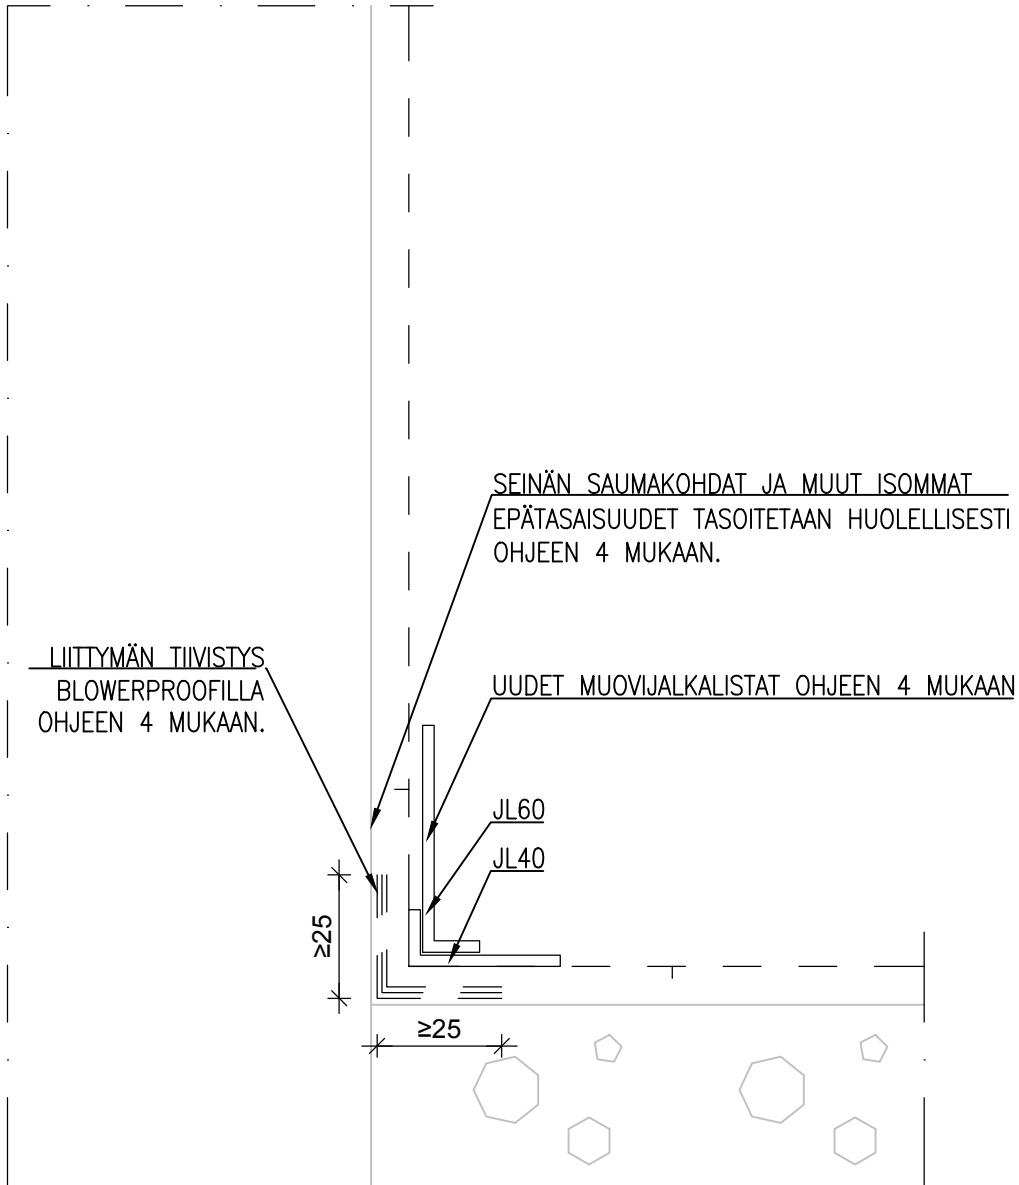 SEINÄN SAUMAKOHDAT JA MUUT ISOMMAT
EPÄTASAISUUDET TASOITETAAN HUOLELLISESTI
OHJEEN 4 MUKAAN.
LIITTYMÄN TIIVISTYS
BLOWERPROOFILLA
OHJEEN 4 MUKAAN.
UUDET MUOVIJALKALISTAT OHJEEN 4 MUKAAN
JL60
JL40
≥25
≥25